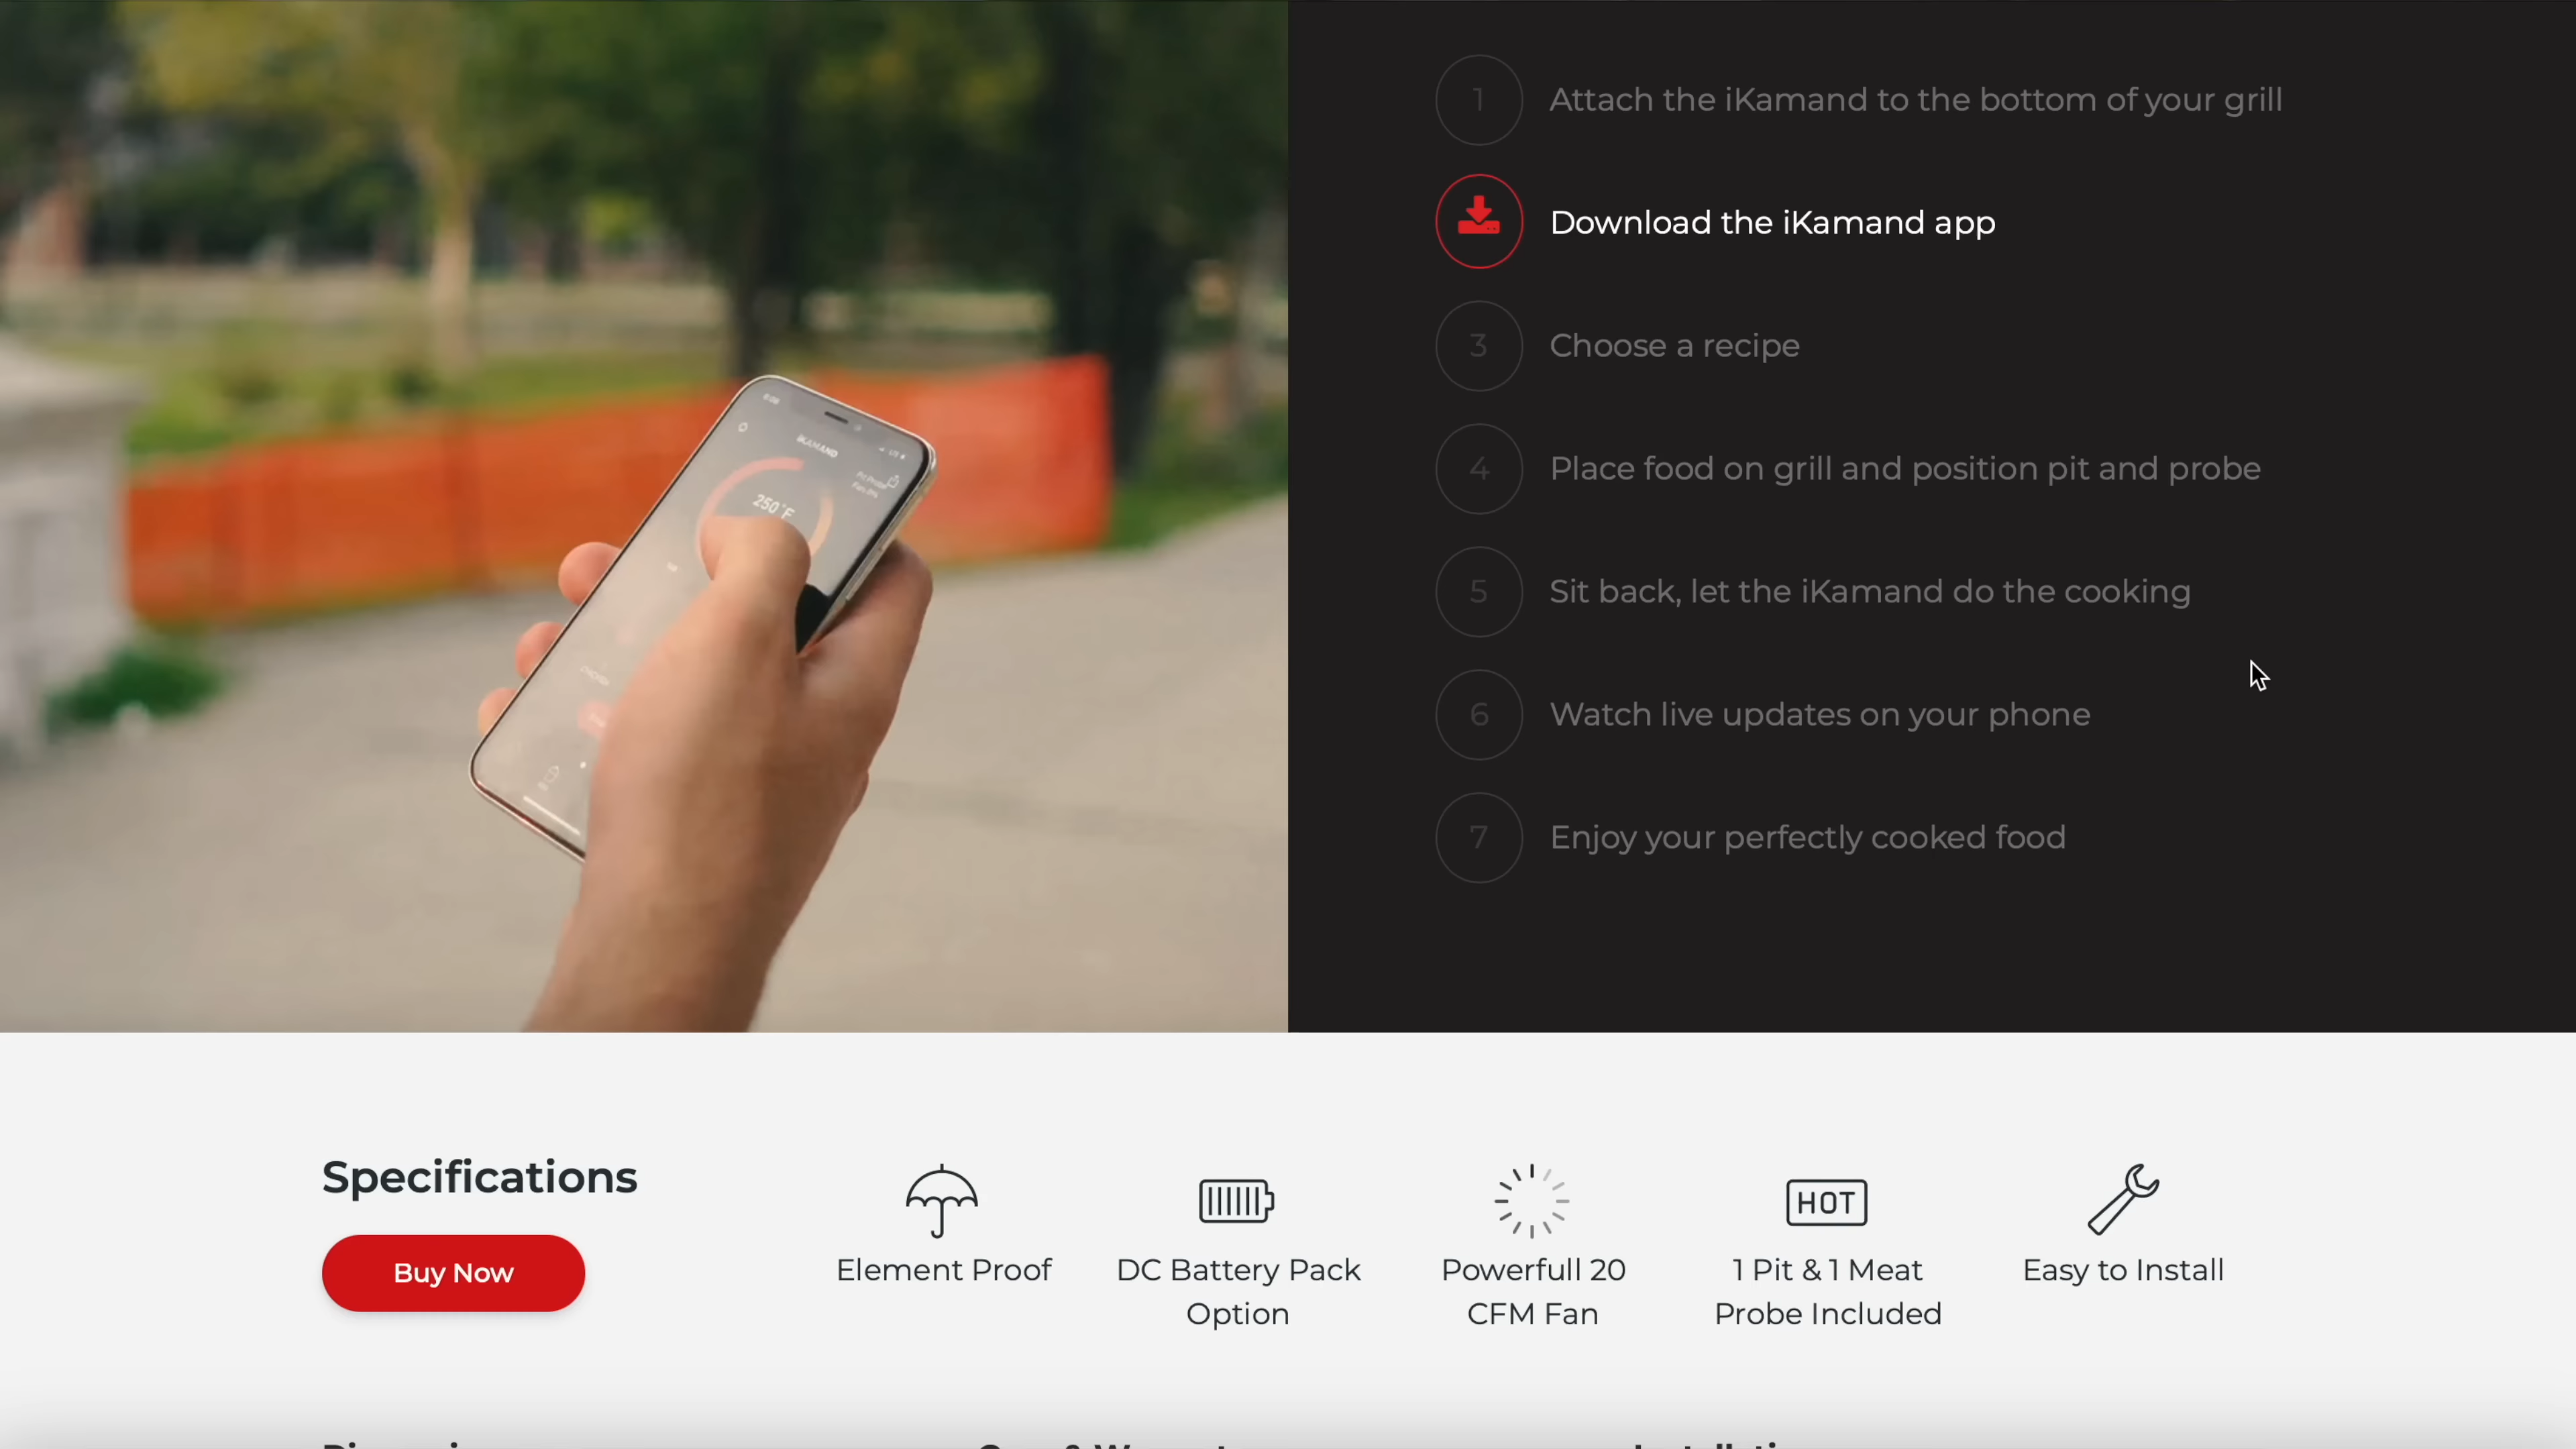 1 Attach the iKamand to the bottom of your grill
Download the iKamand app
3 Choose a recipe
4 Place food on grill and position pit and probe
5 Sit back, let the iKamand do the cooking
6 Watch live updates on your phone
7 Enjoy your perfectly cooked food
iKAMAND
250°F
Specifications
Buy Now
Element Proof
DC Battery Pack
Option
Powerfull 20
CFM Fan
HOT
1 Pit & 1 Meat
Probe Included
Easy to Install